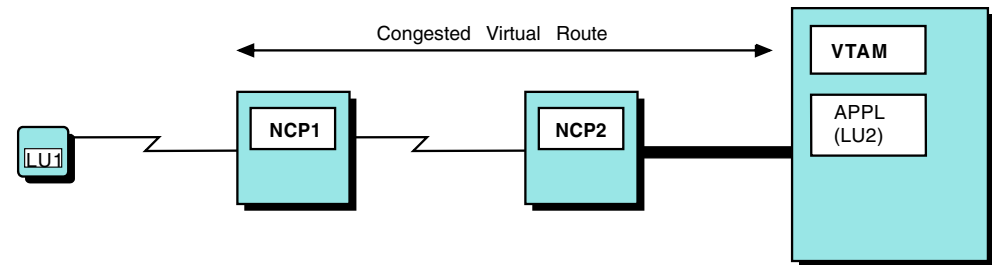 Congested Virtual Route
VTAM
NCP1
NCP2
APPL
(LU2)
LU1